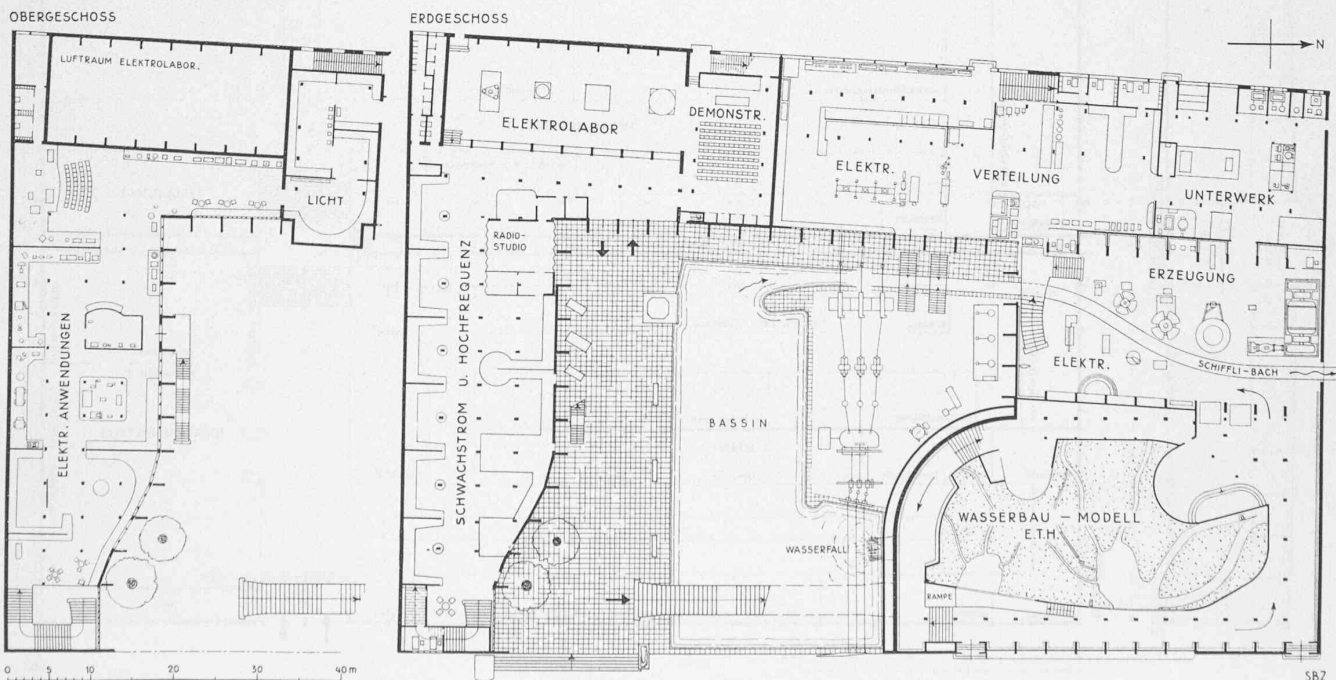 OBERGESCHOSS
LUFTRAUM ELEKTROLABOR.
LICHT
ELEKTR. ANWENDUNGEN
0 5 10 20 30 40 m
ERDGESCHOSS
N
ELEKTROLABOR
DEMONSTR.
ELEKTR.
VERTEILUNG
UNTERWERK
RADIO-
STUDIO
SCHWACHSTROM U. HOCHFREQUENZ
ERZEUGUNG
ELEKTR.
SCHIFFLI-BACH
BASSIN
WASSERFALL
WASSERBAU – MODELL
E.T.H.
RAMPE
SBZ